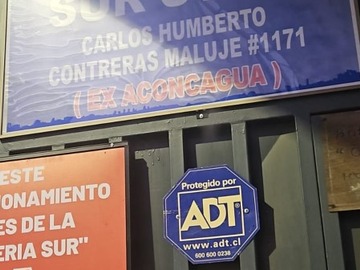 SUR
CARLOS HUMBERTO
CONTRERAS MALUJE #1171
( EX ACONCAGUA )
ESTE
ONAMIENTO
ES DE LA
ERIA SUR"
Protegido por
ADT
www.adt.cl
600 600 0238